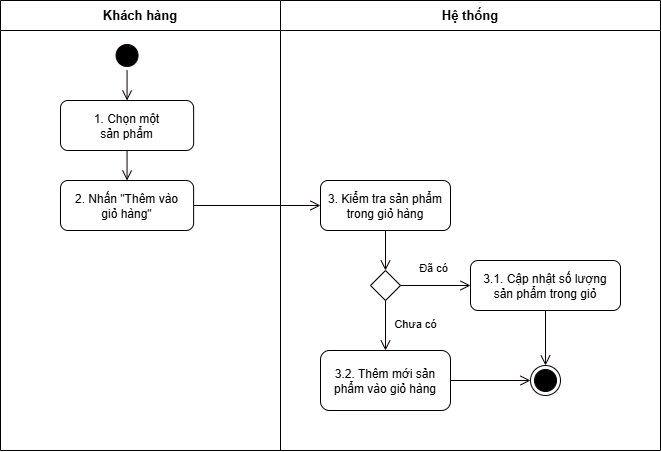 Khách hàng
Hệ thống
1. Chọn một
sản phẩm
2. Nhấn "Thêm vào
giỏ hàng"
3. Kiểm tra sản phẩm
trong giỏ hàng
Đã có
3.1. Cập nhật số lượng
sản phẩm trong giỏ
Chưa có
3.2. Thêm mới sản
phẩm vào giỏ hàng